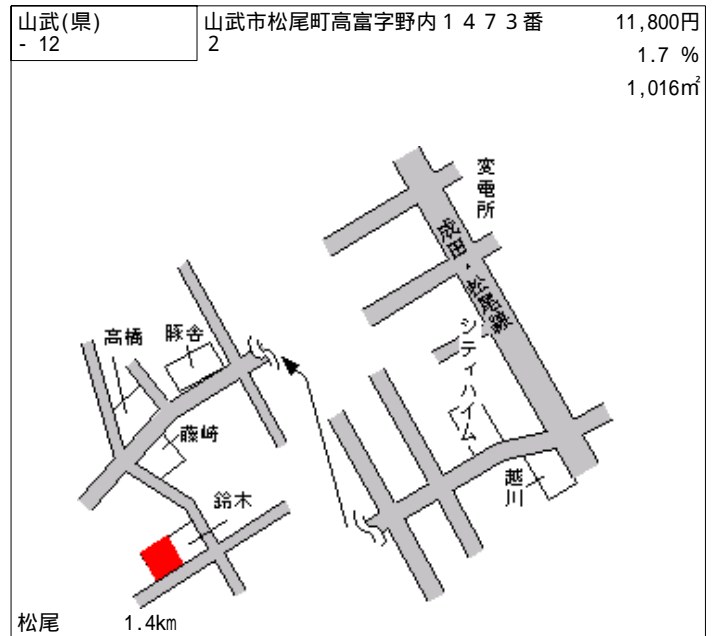 山武(県)
- 12
山武市松尾町高富字野内1473番
2
11,800円
1.7 %
1,016㎡
変電所
成田・松尾線
シティハイム
高橋
豚舎
藤崎
越川
鈴木
松尾 1.4km